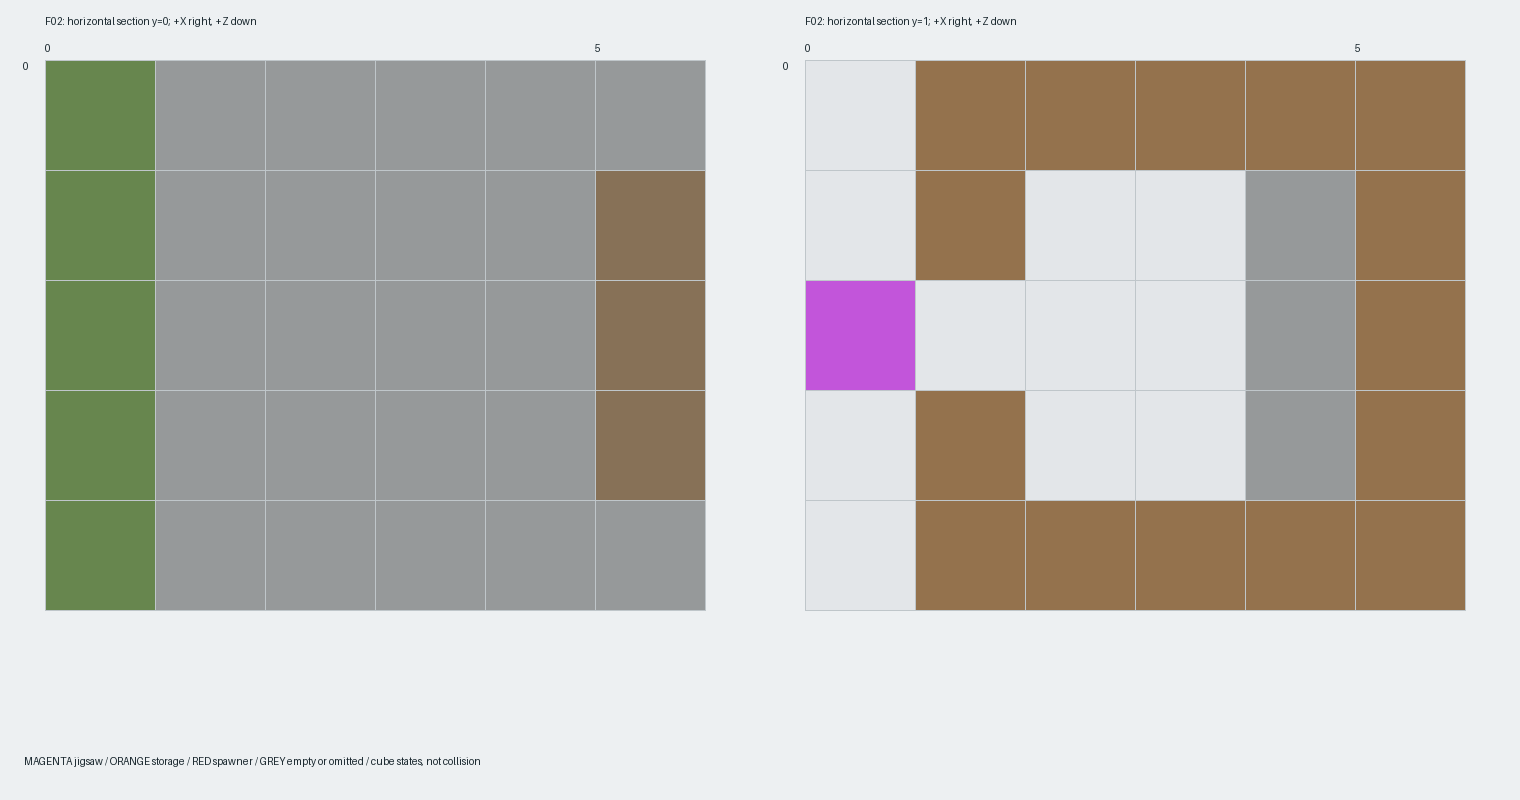 F02: horizontal section y=0; +X right, +Z down
F02: horizontal section y=1; +X right, +Z down
0 5
0 5
0
0
MAGENTA jigsaw / ORANGE storage / RED spawner / GREY empty or omitted / cube states, not collision